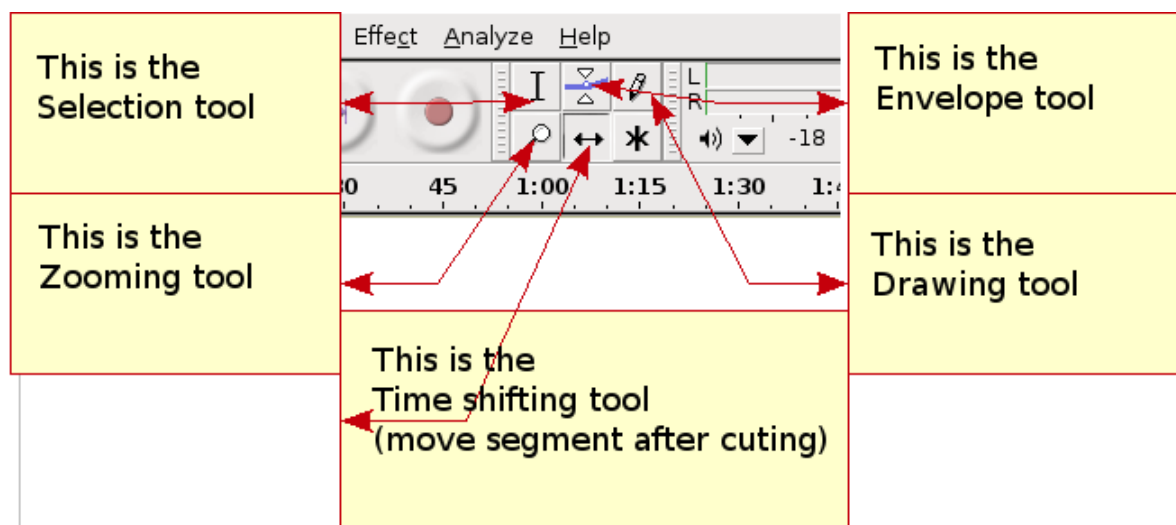 This is the
Selection tool
Effect Analyze Help
This is the
Envelope tool
L
R
-18
45 1:00 1:15 1:30
This is the
Zooming tool
This is the
Drawing tool
This is the
Time shifting tool
(move segment after cuting)